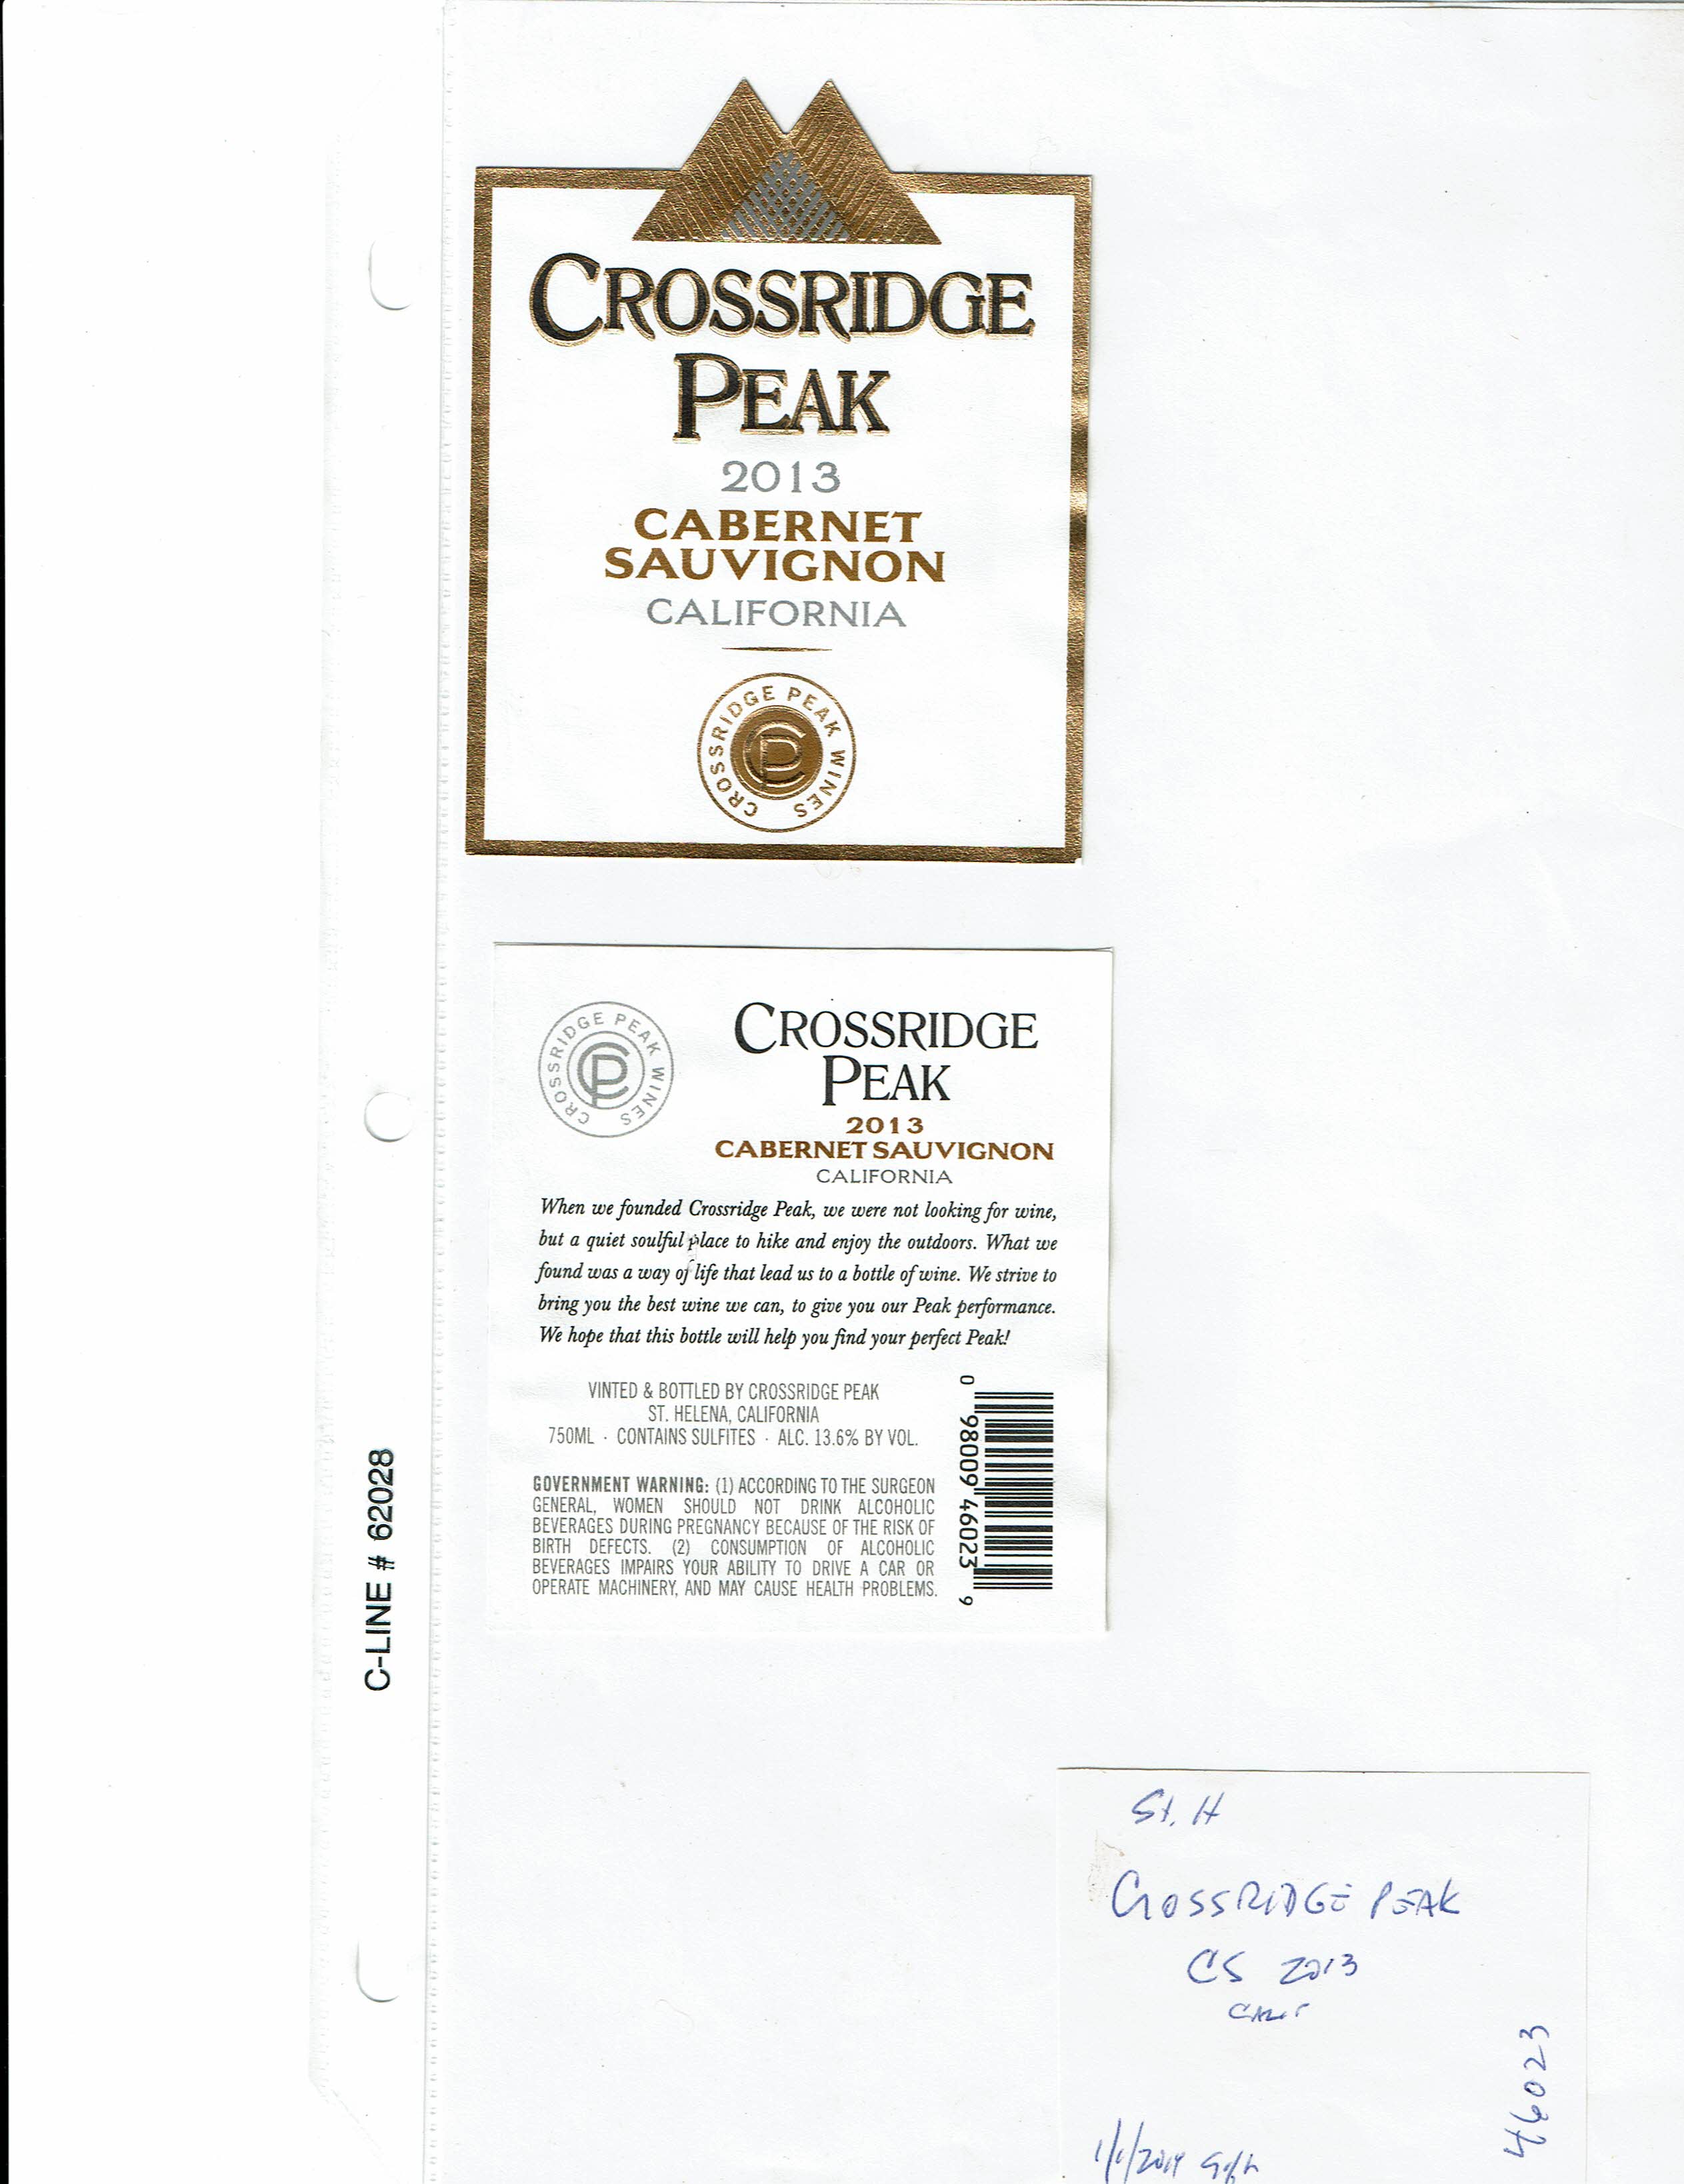 CROSSRIDGE
PEAK
2013
CABERNET
SAUVIGNON
CALIFORNIA
CROSSRIDGE PEAK WINES
CP
CROSSRIDGE PEAK WINES
CP
CROSSRIDGE
PEAK
2013
CABERNET SAUVIGNON
CALIFORNIA
When we founded Crossridge Peak, we were not looking for wine,
but a quiet soulful place to hike and enjoy the outdoors. What we
found was a way of life that lead us to a bottle of wine. We strive to
bring you the best wine we can, to give you our Peak performance.
We hope that this bottle will help you find your perfect Peak!
VINTED & BOTTLED BY CROSSRIDGE PEAK
ST. HELENA, CALIFORNIA
750ML · CONTAINS SULFITES · ALC. 13.6% BY VOL.
GOVERNMENT WARNING: (1) ACCORDING TO THE SURGEON
GENERAL, WOMEN SHOULD NOT DRINK ALCOHOLIC
BEVERAGES DURING PREGNANCY BECAUSE OF THE RISK OF
BIRTH DEFECTS. (2) CONSUMPTION OF ALCOHOLIC
BEVERAGES IMPAIRS YOUR ABILITY TO DRIVE A CAR OR
OPERATE MACHINERY, AND MAY CAUSE HEALTH PROBLEMS.
0 98009 46023 9
C-LINE # 62028
St. H
CROSSRIDGE PEAK
CS 2013
CALIF
46023